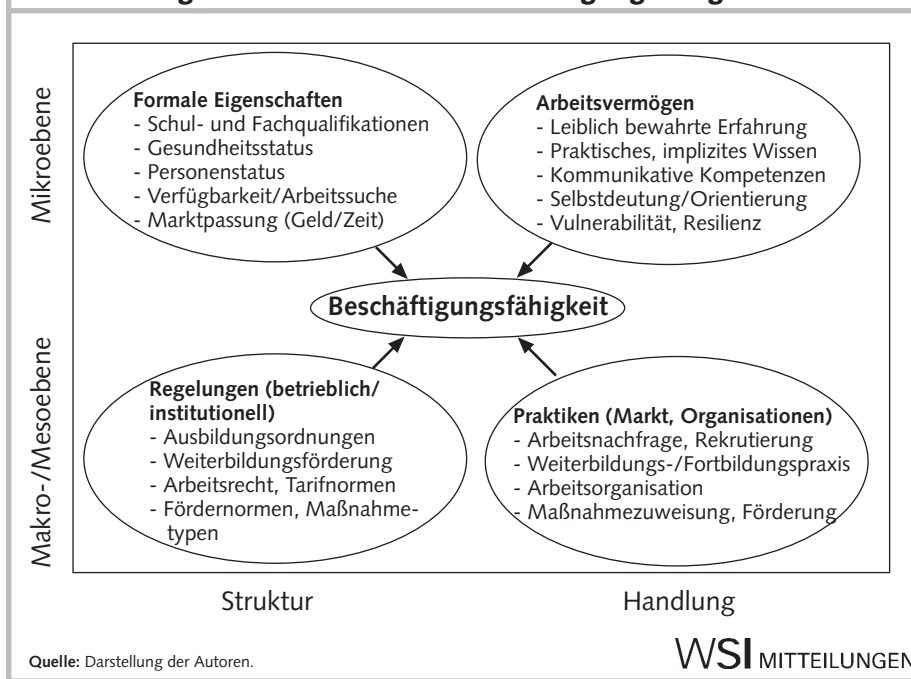 Mikroebene
Formale Eigenschaften
- Schul- und Fachqualifikationen
- Gesundheitsstatus
- Personenstatus
- Verfügbarkeit/Arbeitssuche
- Marktpassung (Geld/Zeit)
Arbeitsvermögen
- Leiblich bewahrte Erfahrung
- Praktisches, implizites Wissen
- Kommunikative Kompetenzen
- Selbstdeutung/Orientierung
- Vulnerabilität, Resilienz
Beschäftigungsfähigkeit
Makro-/Mesoebene
Regelungen (betrieblich/
institutionell)
- Ausbildungsordnungen
- Weiterbildungsförderung
- Arbeitsrecht, Tarifnormen
- Fördernormen, Maßnahme-
typen
Praktiken (Markt, Organisationen)
- Arbeitsnachfrage, Rekrutierung
- Weiterbildungs-/Fortbildungspraxis
- Arbeitsorganisation
- Maßnahmezuweisung, Förderung
Struktur
Handlung
Quelle: Darstellung der Autoren.
WSI MITTEILUNGEN